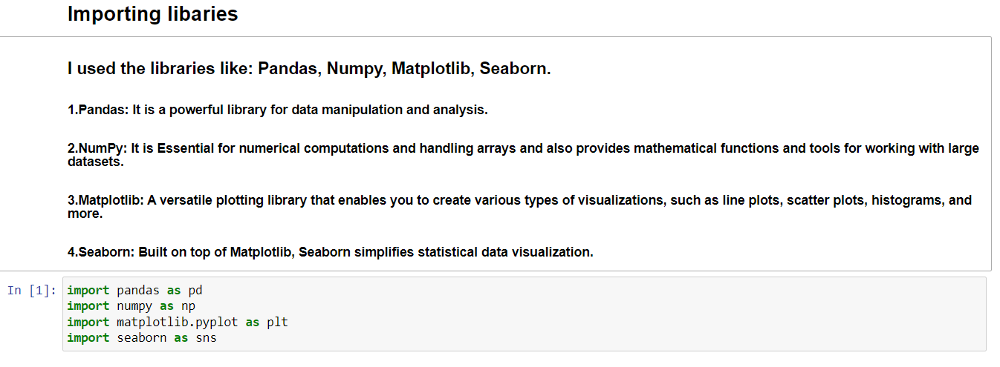 Importing libaries
I used the libraries like: Pandas, Numpy, Matplotlib, Seaborn.
1.Pandas: It is a powerful library for data manipulation and analysis.
2.NumPy: It is Essential for numerical computations and handling arrays and also provides mathematical functions and tools for working with large
datasets.
3.Matplotlib: A versatile plotting library that enables you to create various types of visualizations, such as line plots, scatter plots, histograms, and
more.
4.Seaborn: Built on top of Matplotlib, Seaborn simplifies statistical data visualization.
In [1]: import pandas as pd
import numpy as np
import matplotlib.pyplot as plt
import seaborn as sns